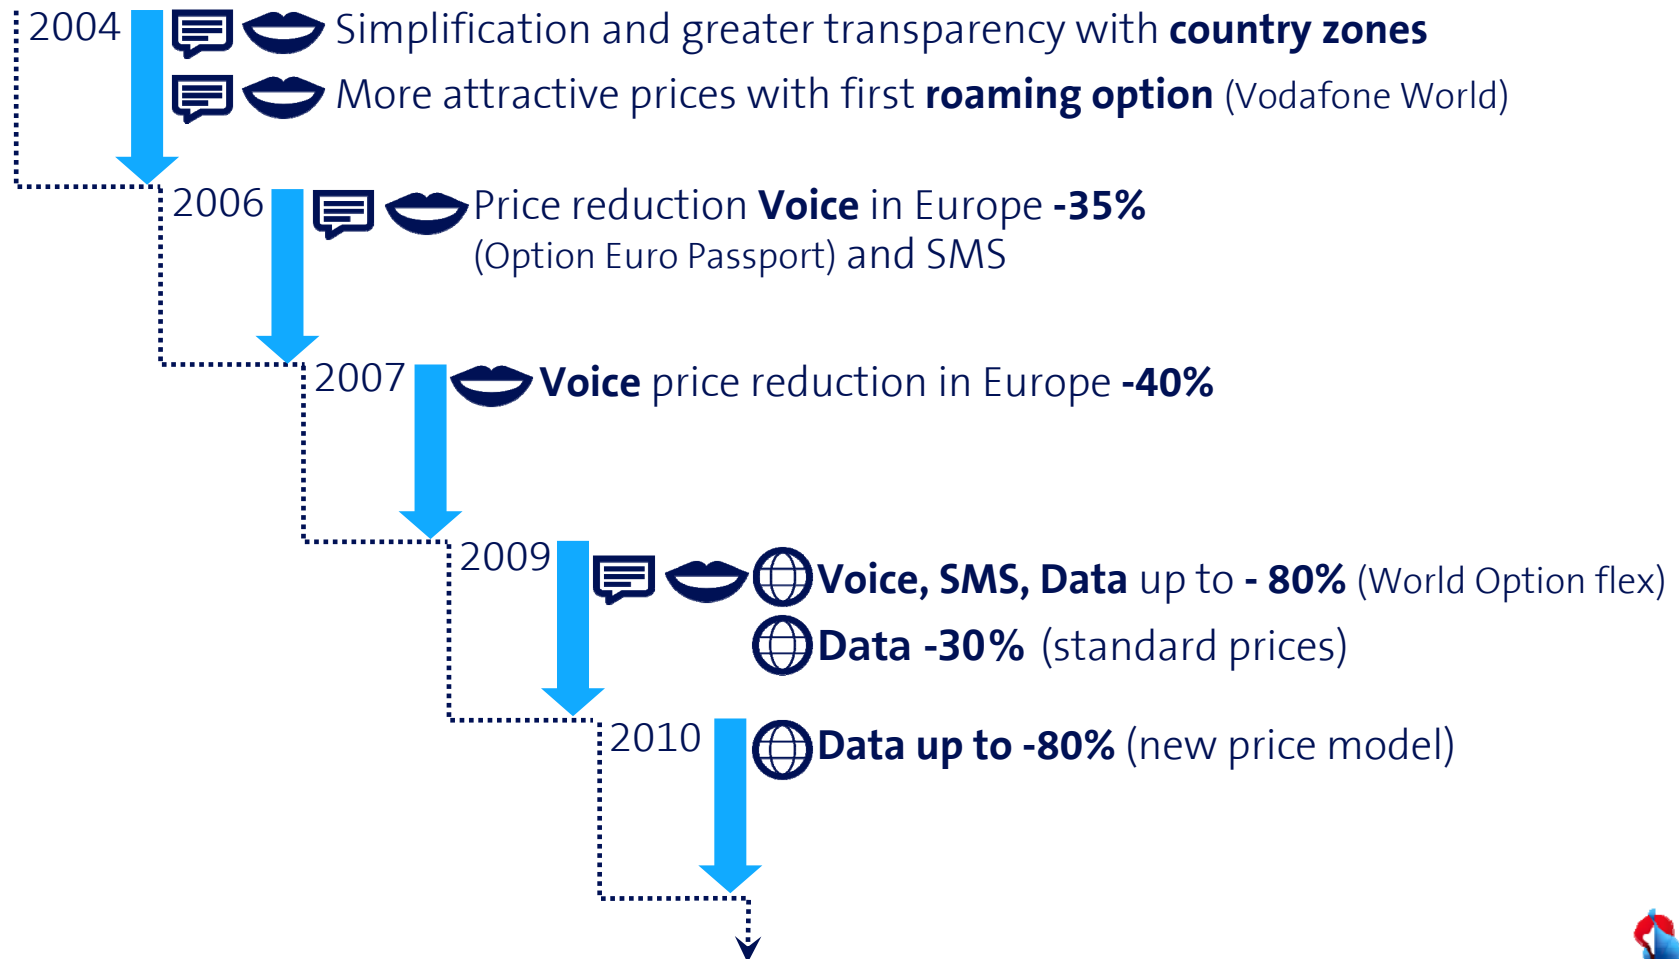 2004
Simplification and greater transparency with country zones
More attractive prices with first roaming option (Vodafone World)
2006
Price reduction Voice in Europe -35%
(Option Euro Passport) and SMS
2007
Voice price reduction in Europe -40%
2009
Voice, SMS, Data up to - 80% (World Option flex)
Data -30% (standard prices)
2010
Data up to -80% (new price model)